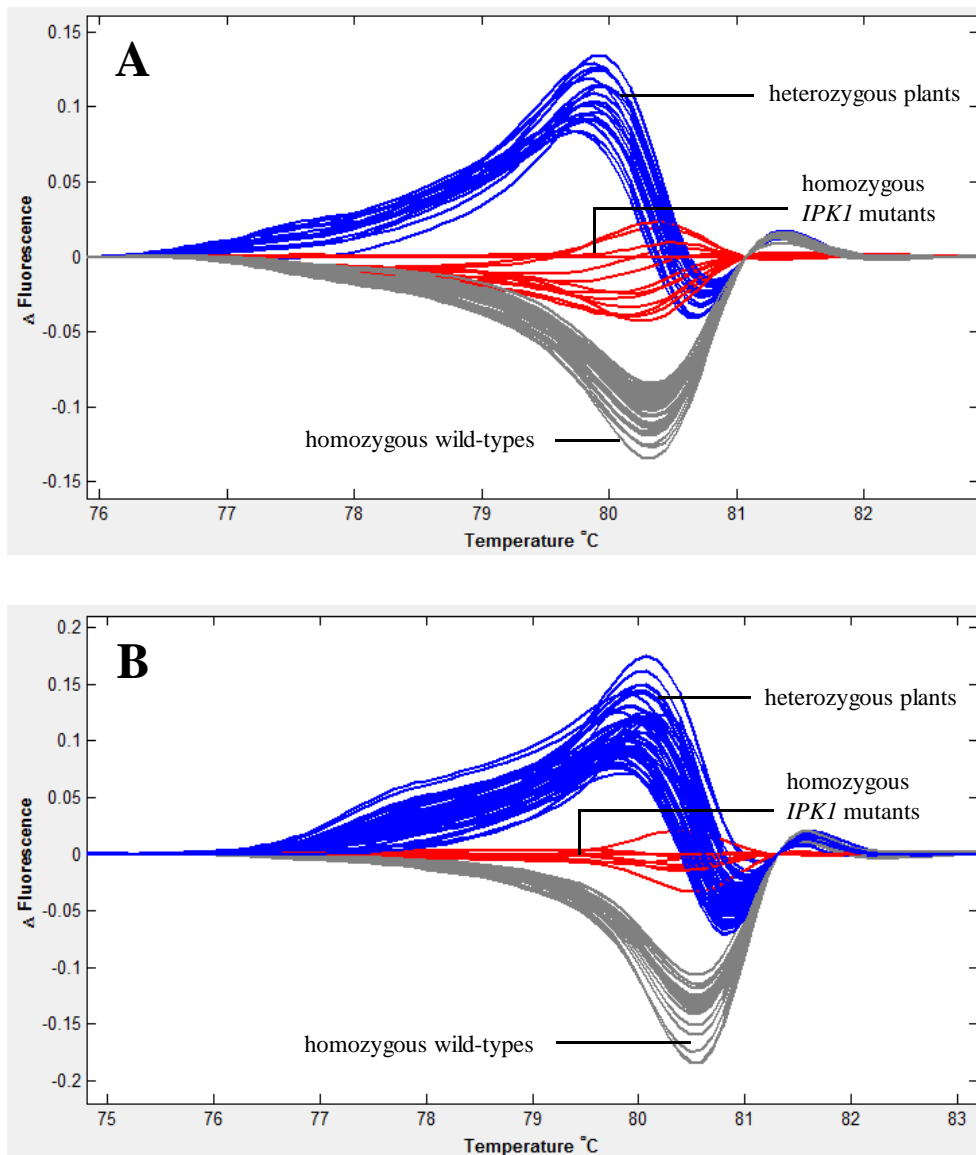 A
0.15
0.1
0.05
0
-0.05
-0.1
-0.15
Δ Fluorescence
heterozygous plants
homozygous
IPK1 mutants
homozygous wild-types
76 77 78 79 80 81 82
Temperature °C
B
0.2
0.15
0.1
0.05
0
-0.05
-0.1
-0.15
-0.2
Δ Fluorescence
heterozygous plants
homozygous
IPK1 mutants
homozygous wild-types
75 76 77 78 79 80 81 82 83
Temperature °C